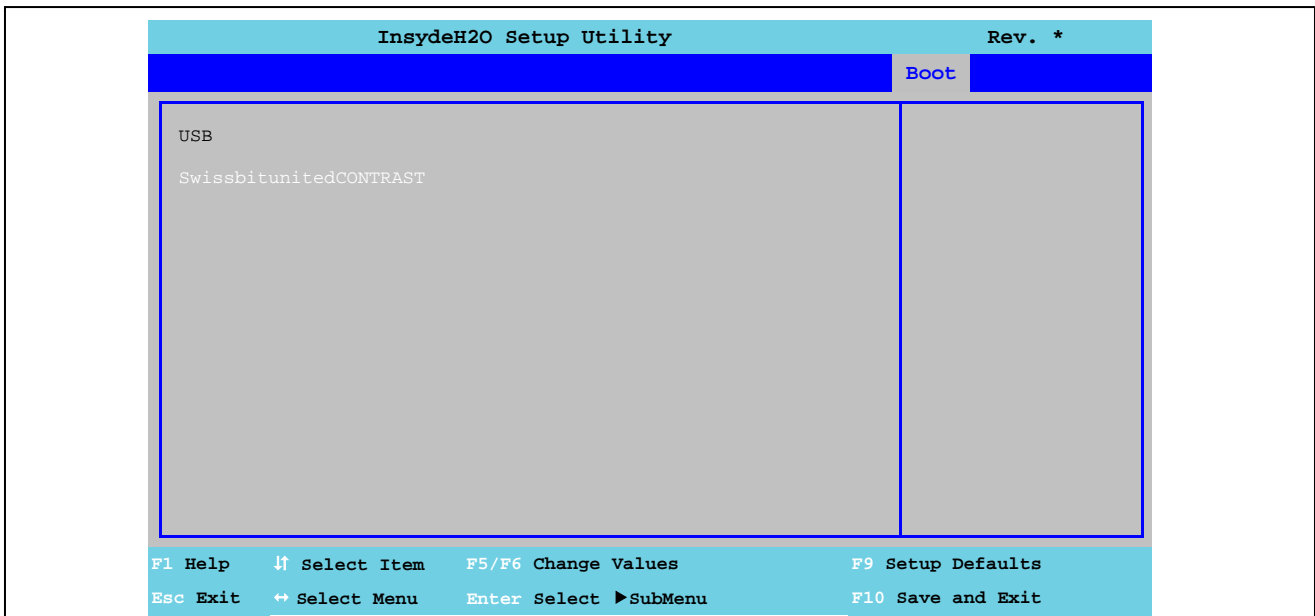 InsydeH2O Setup Utility Rev. *
Boot
USB
SwissbitunitedCONTRAST
F1 Help ↓↑ Select Item F5/F6 Change Values F9 Setup Defaults
Esc Exit ↔ Select Menu Enter Select ▶SubMenu F10 Save and Exit